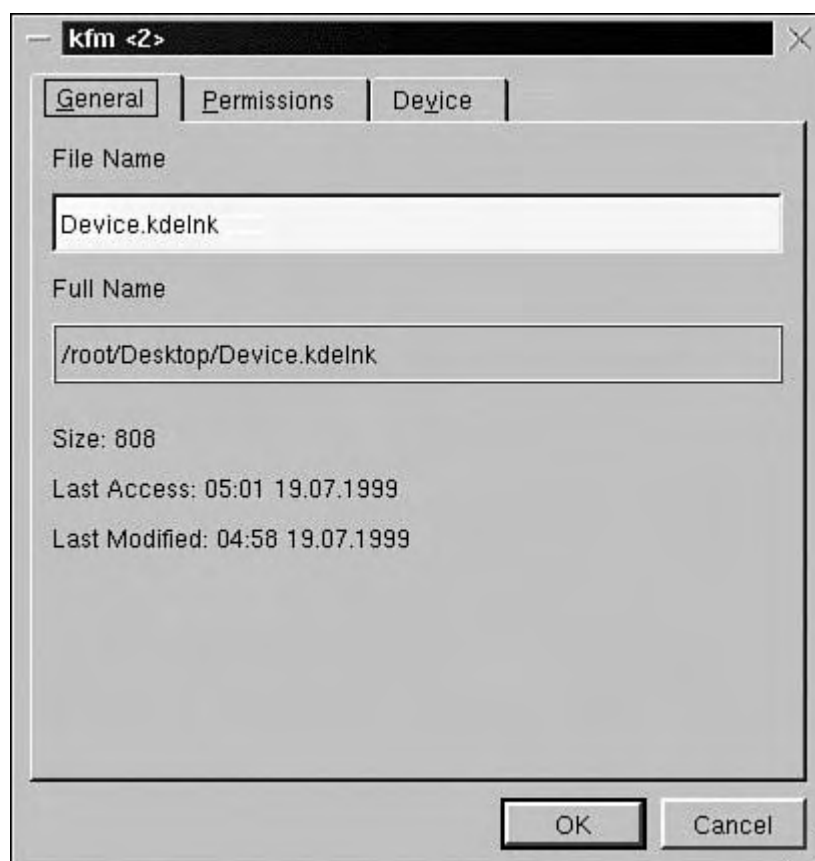 kfm <2>
General Permissions Device
File Name
Device.kdelnk
Full Name
/root/Desktop/Device.kdelnk
Size: 808
Last Access: 05:01 19.07.1999
Last Modified: 04:58 19.07.1999
OK Cancel